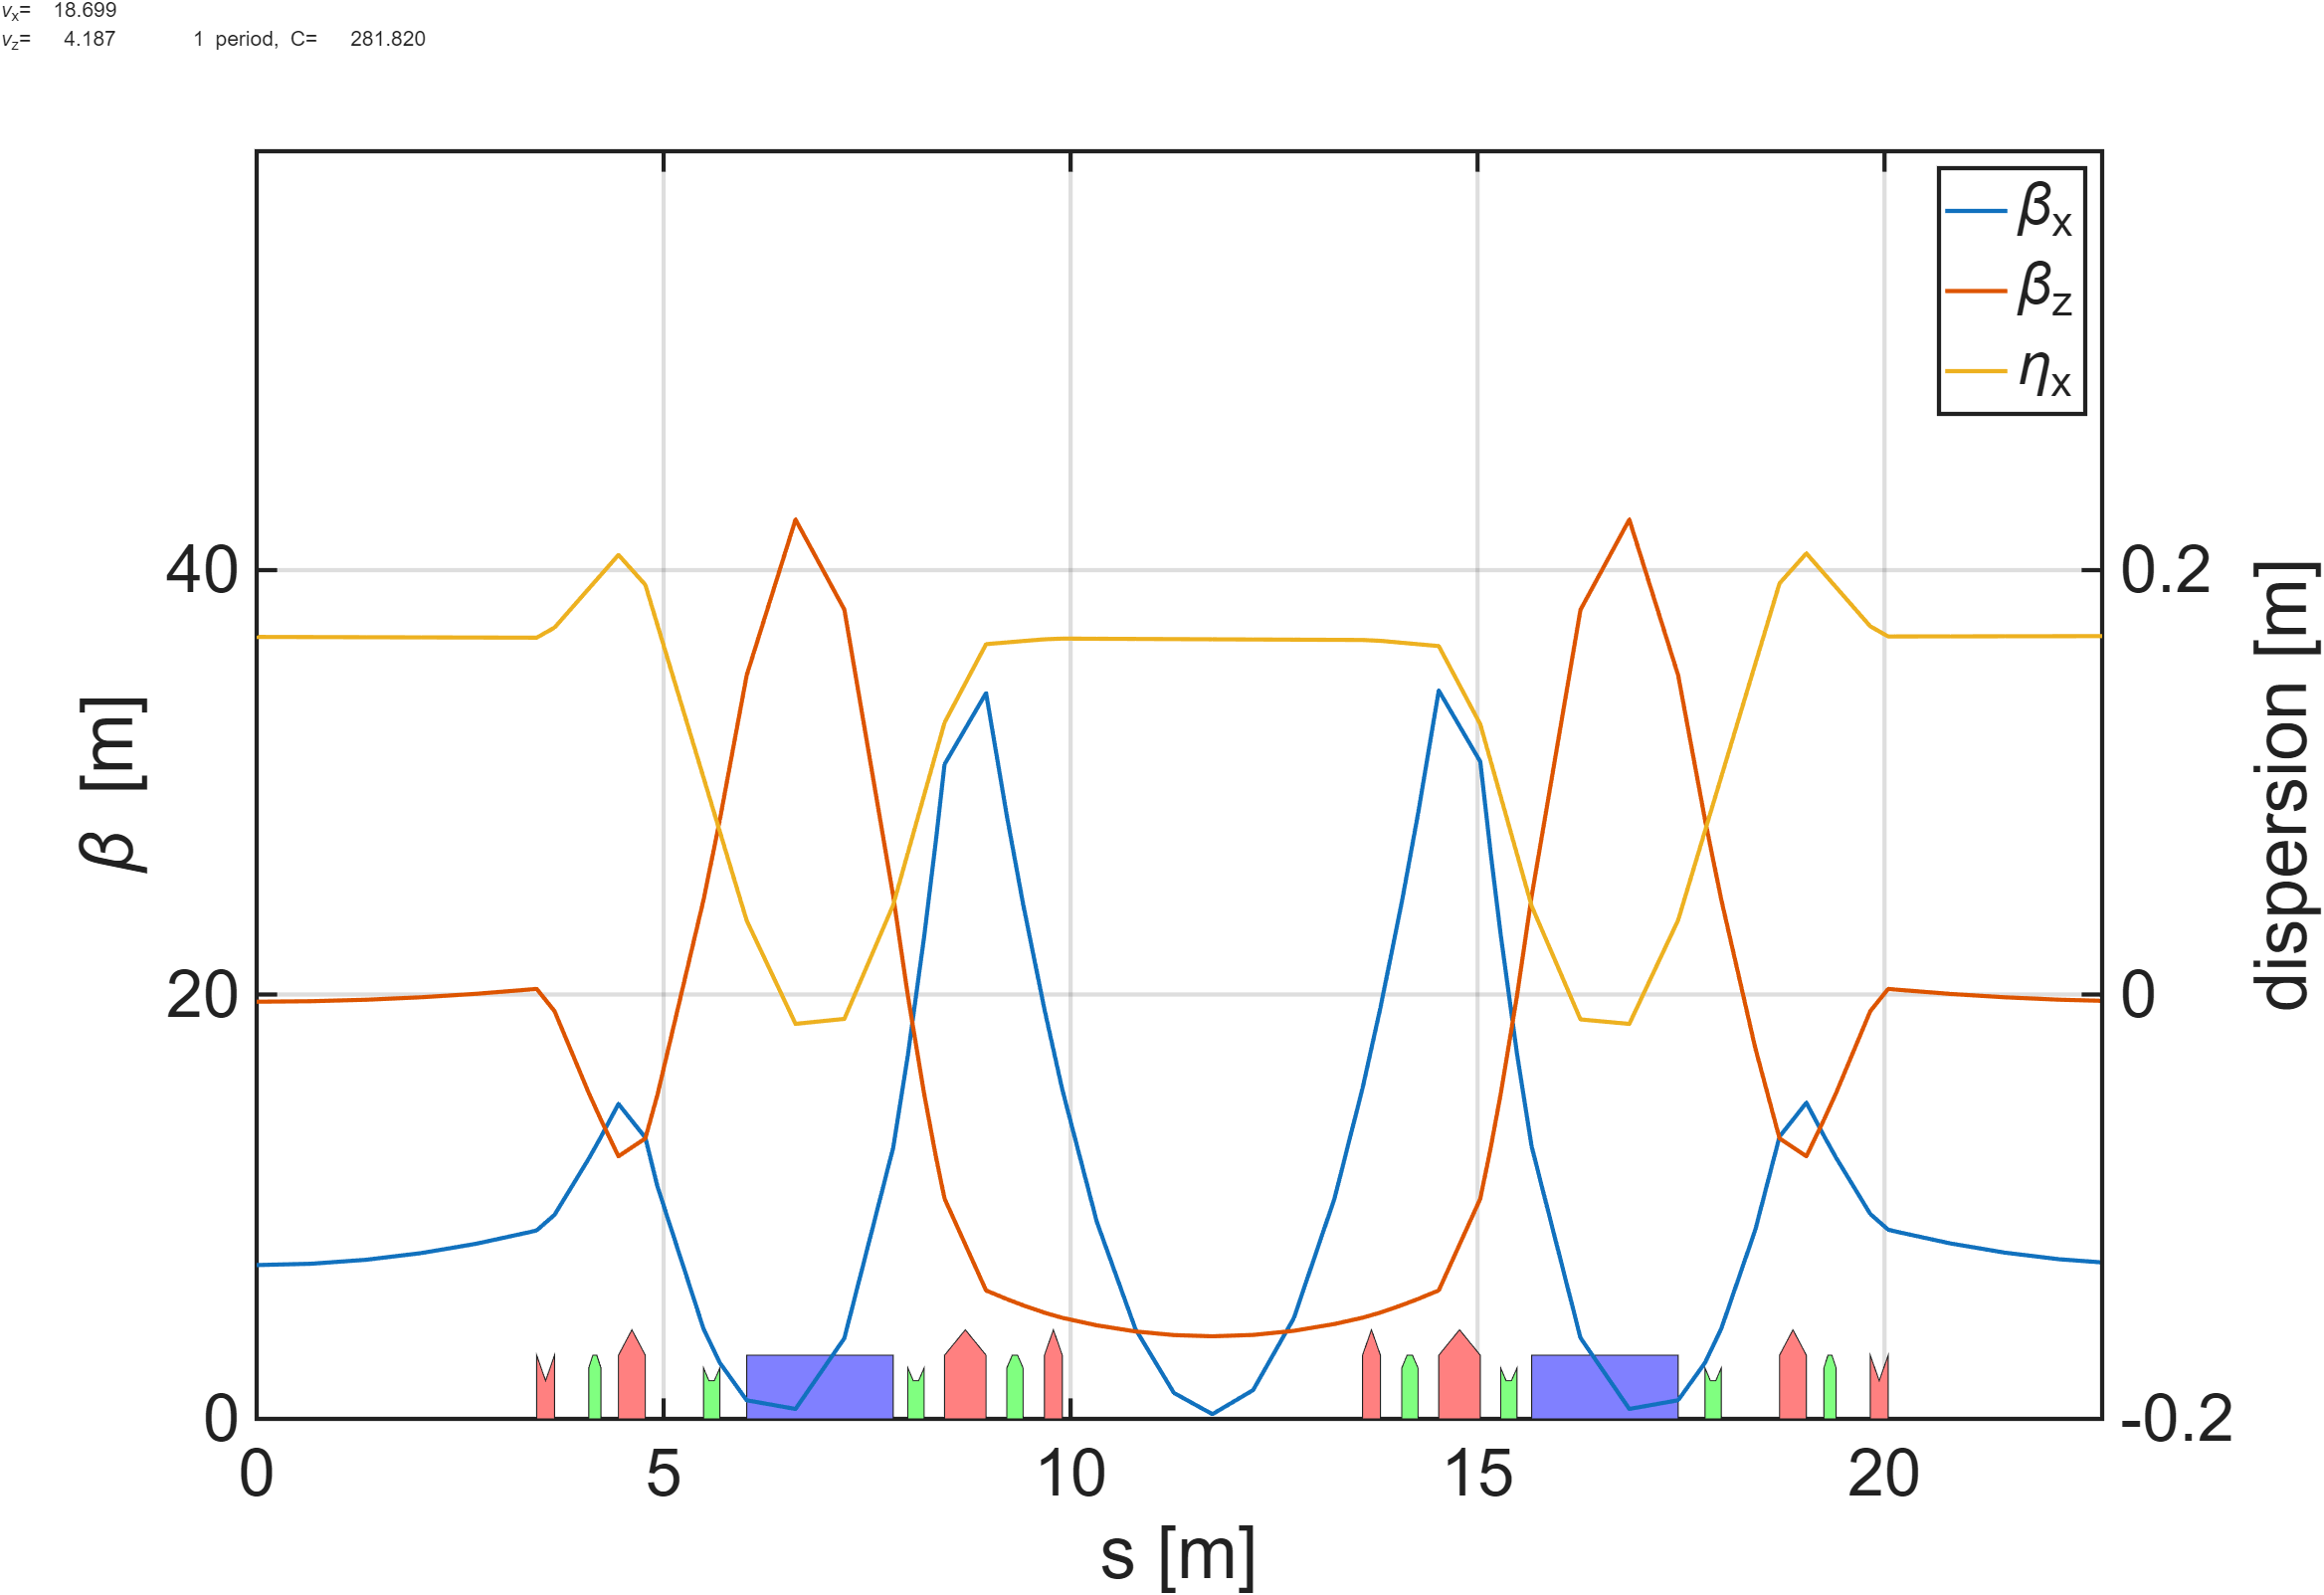 νx= 18.699
νz= 4.187 1 period, C= 281.820
βx
βz
ηx
40
20
0
β [m]
0.2
0
-0.2
dispersion [m]
0 5 10 15 20
s [m]